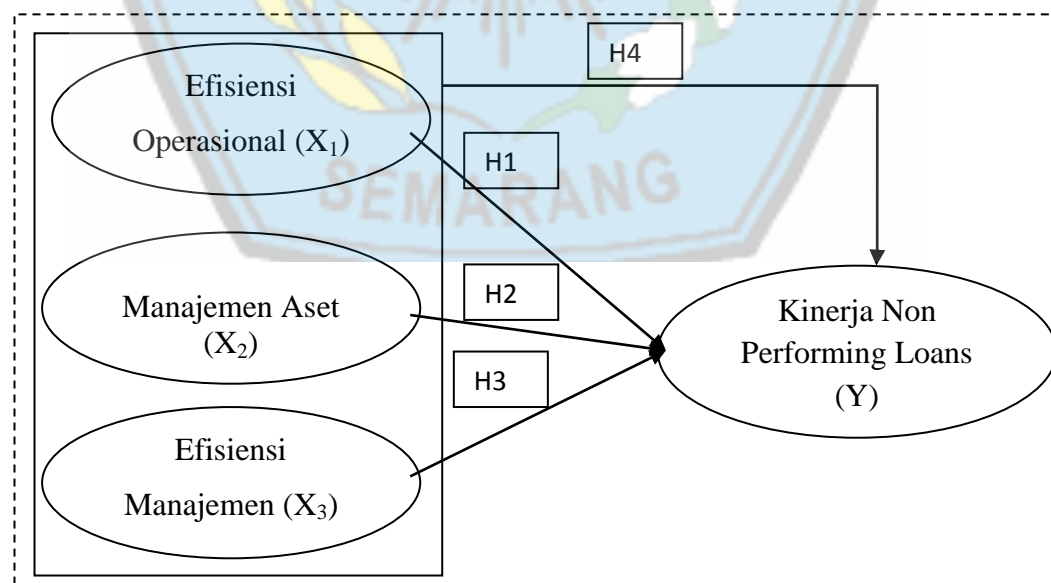 H4
Efisiensi
Operasional (X₁)
H1
SEMARANG
H2
Manajemen Aset
(X₂)
Kinerja Non
Performing Loans
(Y)
H3
Efisiensi
Manajemen (X₃)